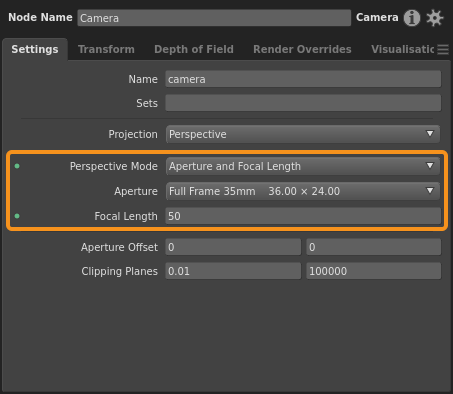 Node Name Camera Camera
Settings Transform Depth of Field Render Overrides Visualisatic
Name camera
Sets
Projection Perspective
Perspective Mode Aperture and Focal Length
Aperture Full Frame 35mm 36.00 × 24.00
Focal Length 50
Aperture Offset 0 0
Clipping Planes 0.01 100000